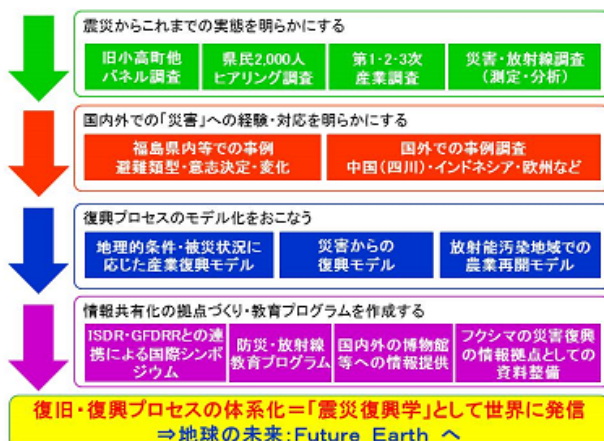 震災からこれまでの実態を明らかにする
旧小高町他
パネル調査
県民2,000人
ヒアリング調査
第1・2・3次
産業調査
災害・放射線調査
(測定・分析)
国内外での「災害」への経験・対応を明らかにする
福島県内等での事例
避難類型・意志決定・変化
国外での事例調査
中国(四川)・インドネシア・欧州など
復興プロセスのモデル化をおこなう
地理的条件・被災状況に
応じた産業復興モデル
災害からの
復興モデル
放射能汚染地域での
農業再開モデル
情報共有化の拠点づくり・教育プログラムを作成する
ISDR・GFDRRとの連
携による国際シンポ
ジウム
防災・放射線
教育プログラム
国内外の博物館
等への情報提供
フクシマの災害復興
の情報拠点としての
資料整備
復旧・復興プロセスの体系化=「震災復興学」として世界に発信
⇒地球の未来:Future Earth へ